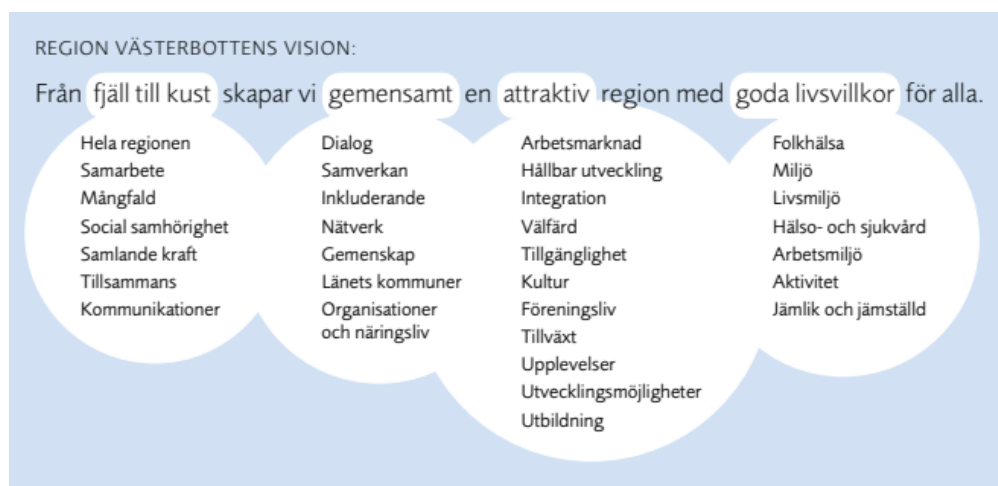 REGION VÄSTERBOTTENS VISION:
Från fjäll till kust skapar vi gemensamt en attraktiv region med goda livsvillkor för alla.
Hela regionen
Samarbete
Mångfald
Social samhörighet
Samlande kraft
Tillsammans
Kommunikationer
Dialog
Samverkan
Inkluderande
Nätverk
Gemenskap
Länets kommuner
Organisationer
och näringsliv
Arbetsmarknad
Hållbar utveckling
Integration
Välfärd
Tillgänglighet
Kultur
Föreningsliv
Tillväxt
Upplevelser
Utvecklingsmöjligheter
Utbildning
Folkhälsa
Miljö
Livsmiljö
Hälso- och sjukvård
Arbetsmiljö
Aktivitet
Jämlik och jämställd